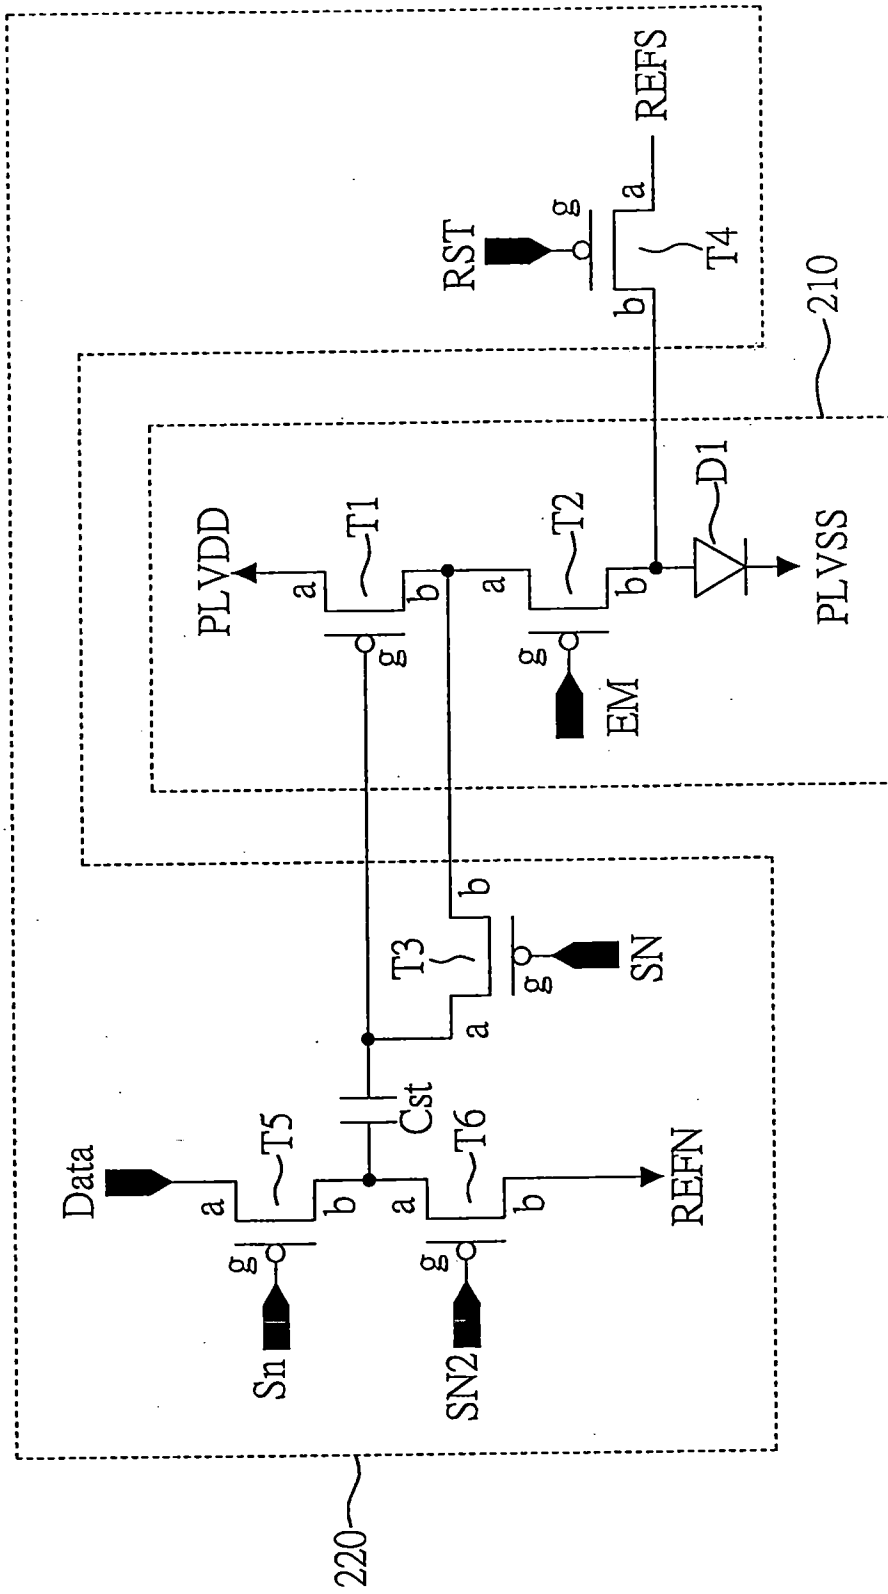 220
Data
Sn
g
a
b
T5
SN2
g
a
b
T6
REFN
Cst
T3
a
b
g
SN
PLVDD
a
b
g
T1
EM
g
a
b
T2
D1
PLVSS
210
RST
g
b
a
T4
REFS